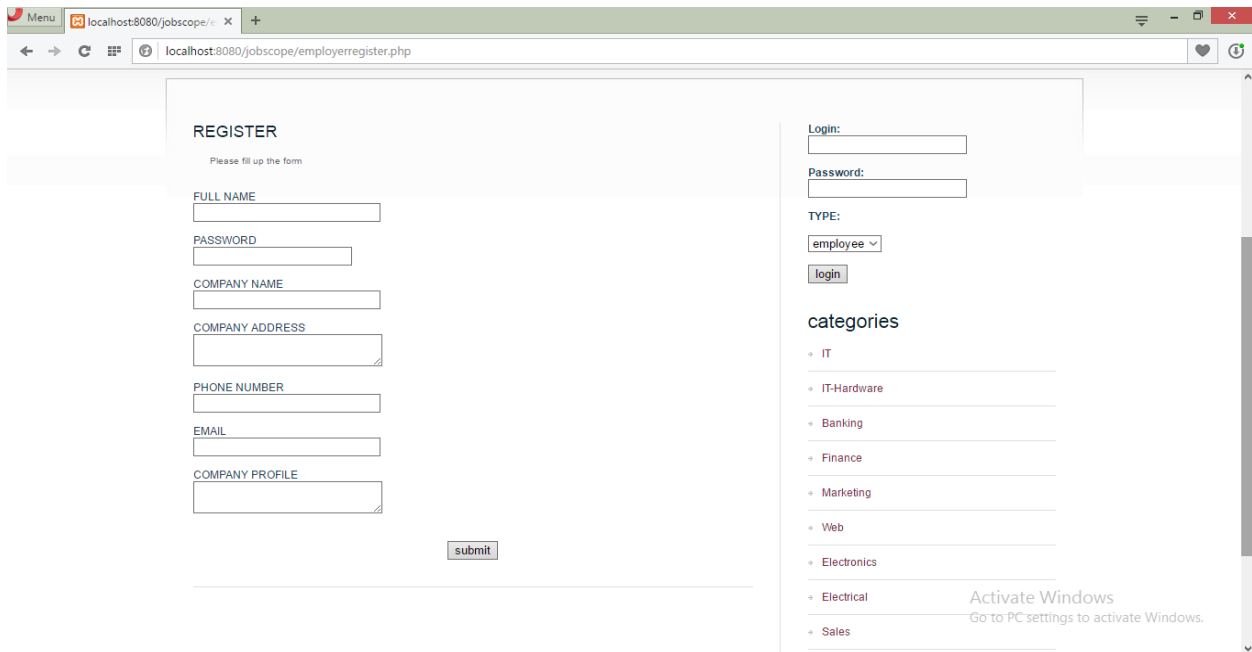 Menu
localhost:8080/jobscope/e
localhost:8080/jobscope/employerregister.php
REGISTER
Please fill up the form
FULL NAME
PASSWORD
COMPANY NAME
COMPANY ADDRESS
PHONE NUMBER
EMAIL
COMPANY PROFILE
submit
Login:
Password:
TYPE:
employee
login
categories
IT
IT-Hardware
Banking
Finance
Marketing
Web
Electronics
Electrical
Sales
Activate Windows
Go to PC settings to activate Windows.